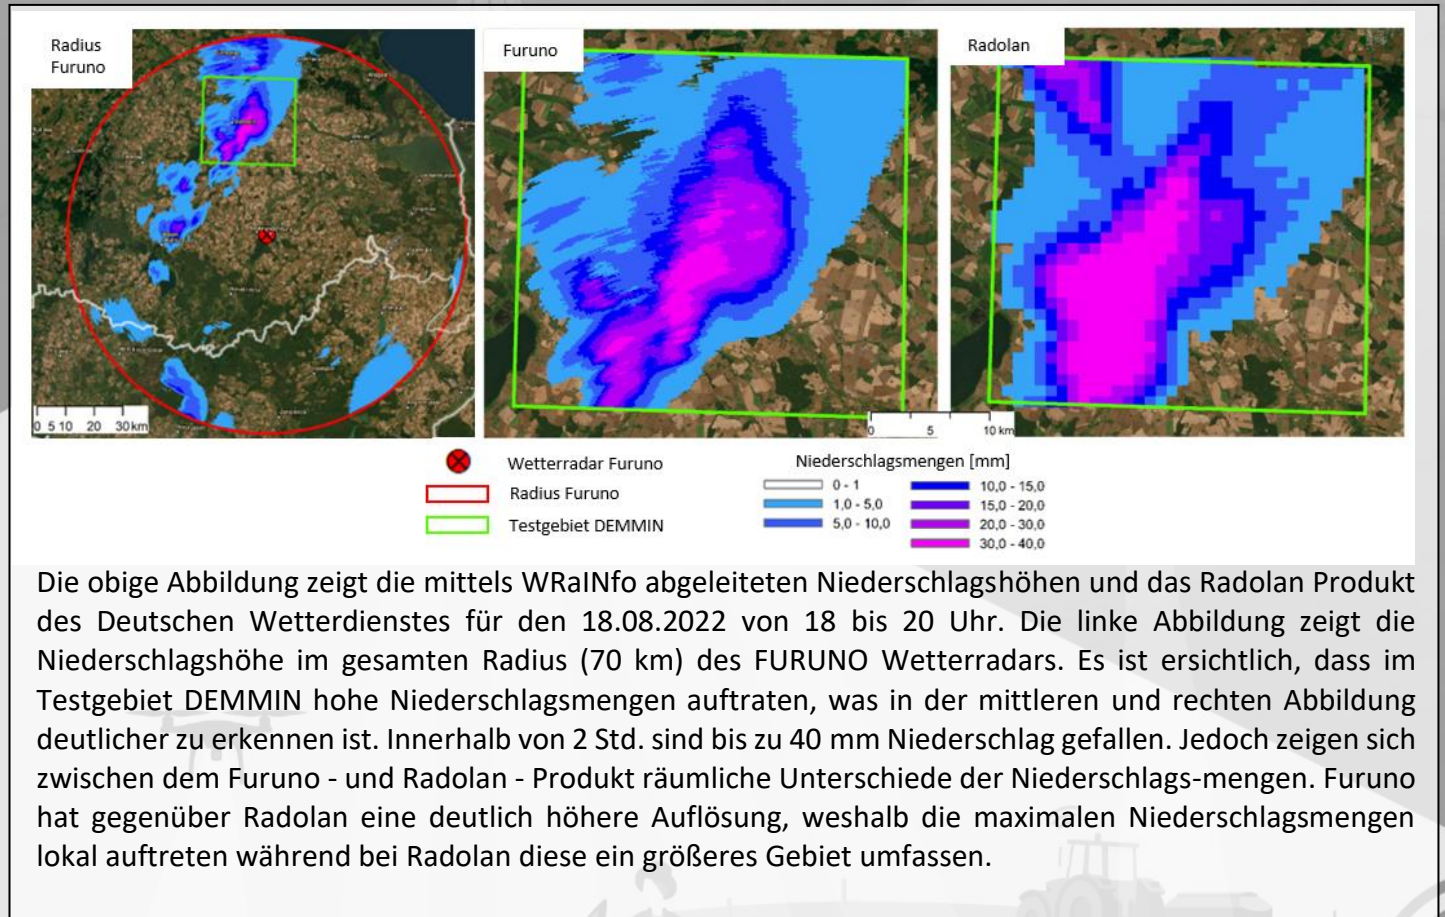 Radius
Furuno
Furuno
Radolan
0 5 10 20 30 km
0 5 10 km
Wetterradar Furuno
Radius Furuno
Testgebiet DEMMIN
Niederschlagsmengen [mm]
0 - 1
1,0 - 5,0
5,0 - 10,0
10,0 - 15,0
15,0 - 20,0
20,0 - 30,0
30,0 - 40,0
Die obige Abbildung zeigt die mittels WRaINfo abgeleiteten Niederschlagshöhen und das Radolan Produkt
des Deutschen Wetterdienstes für den 18.08.2022 von 18 bis 20 Uhr. Die linke Abbildung zeigt die
Niederschlagshöhe im gesamten Radius (70 km) des FURUNO Wetterradars. Es ist ersichtlich, dass im
Testgebiet DEMMIN hohe Niederschlagsmengen auftraten, was in der mittleren und rechten Abbildung
deutlicher zu erkennen ist. Innerhalb von 2 Std. sind bis zu 40 mm Niederschlag gefallen. Jedoch zeigen sich
zwischen dem Furuno - und Radolan - Produkt räumliche Unterschiede der Niederschlags-mengen. Furuno
hat gegenüber Radolan eine deutlich höhere Auflösung, weshalb die maximalen Niederschlagsmengen
lokal auftreten während bei Radolan diese ein größeres Gebiet umfassen.